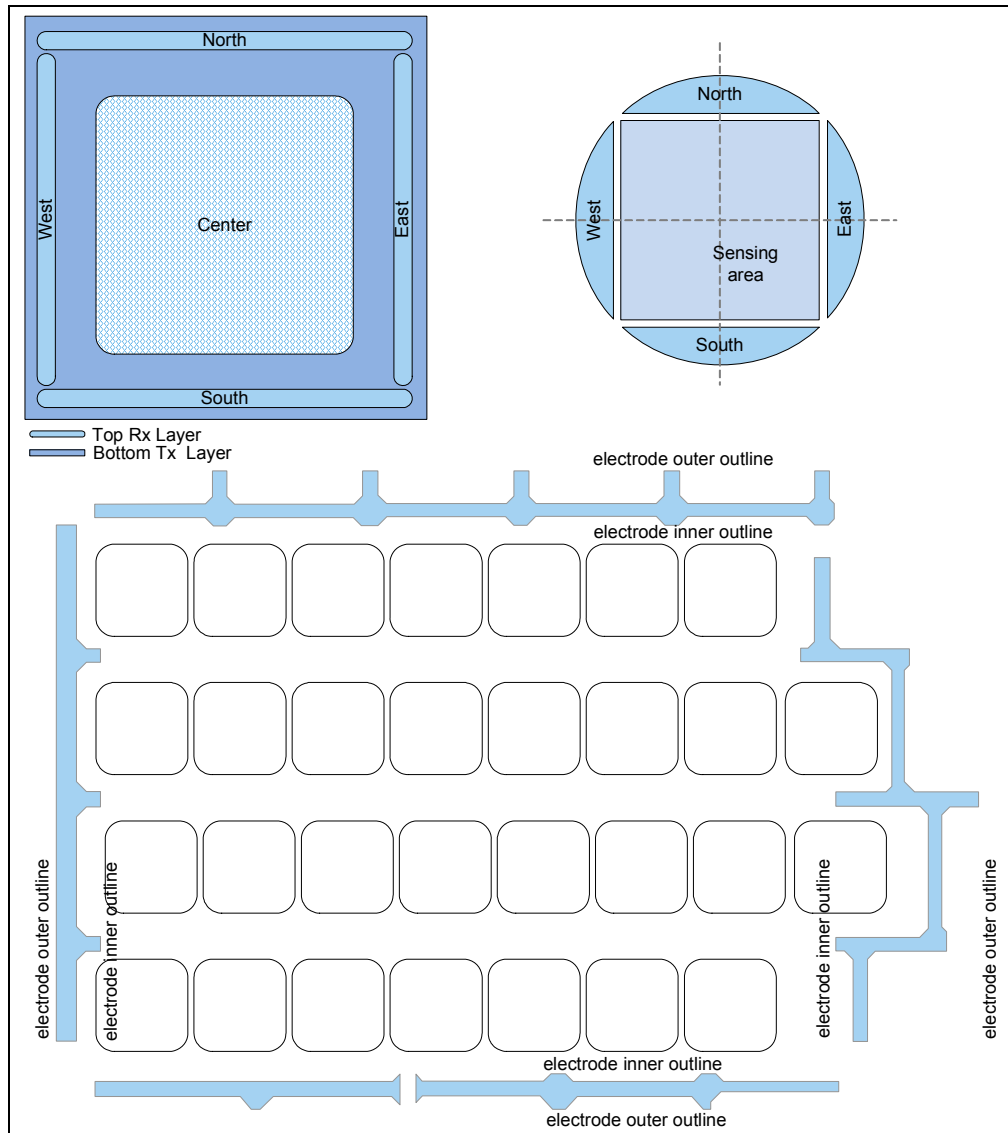 North
West
Center
East
South
Top Rx Layer
Bottom Tx Layer
North
West
Sensing
area
East
South
electrode outer outline
electrode inner outline
electrode outer outline
electrode inner outline
electrode inner outline
electrode outer outline
electrode inner outline
electrode outer outline